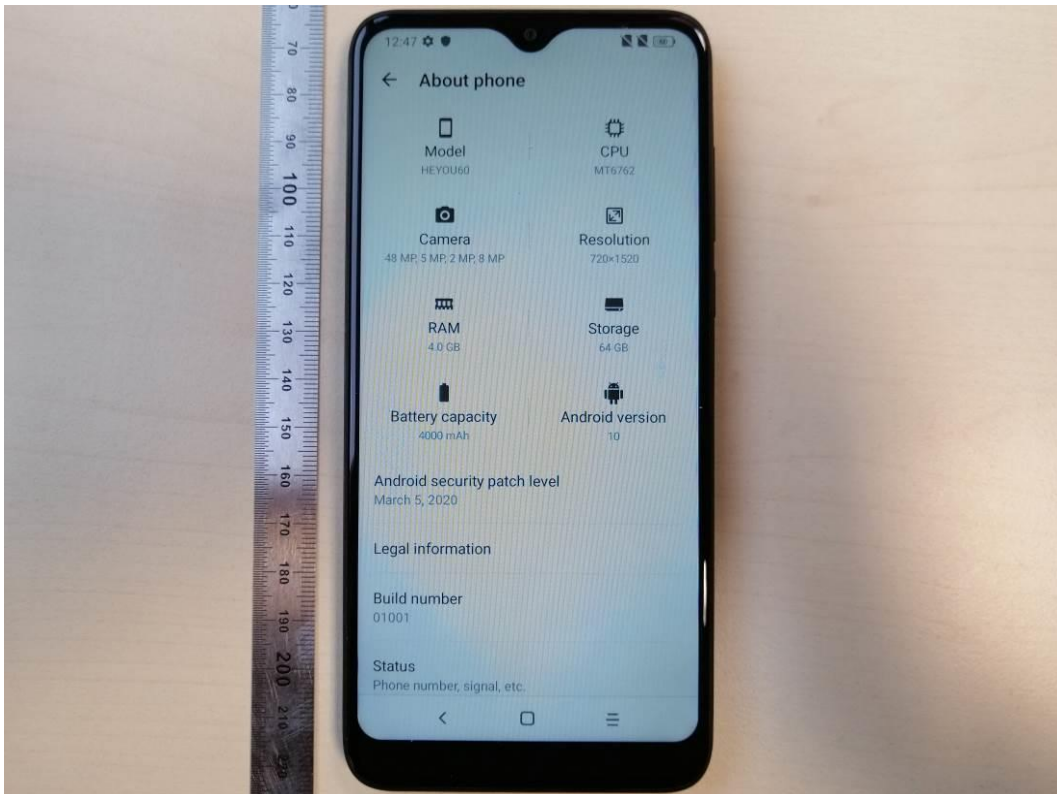 70
80
90
100
110
120
130
140
150
160
170
180
190
200
210
220
12:47
About phone
Model
HEYOU60
CPU
MT6762
Camera
48 MP, 5 MP, 2 MP, 8 MP
Resolution
720×1520
RAM
4.0 GB
Storage
64 GB
Battery capacity
4000 mAh
Android version
10
Android security patch level
March 5, 2020
Legal information
Build number
01001
Status
Phone number, signal, etc.